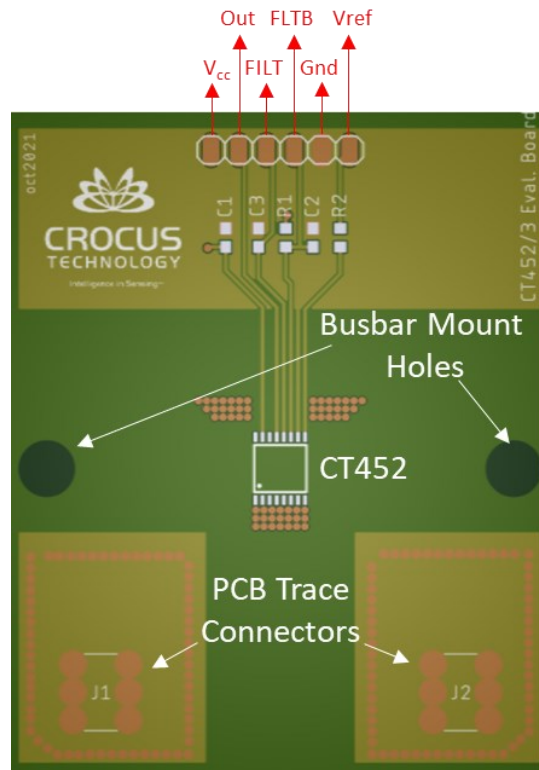 Out FLTB Vref
Vcc FILT Gnd
oct2021
CROCUS
TECHNOLOGY
Intelligence in Sensing™
C1 C3 R1 C2 R2
CT452/3 Eval. Board
Busbar Mount
Holes
CT452
PCB Trace
Connectors
J1 J2